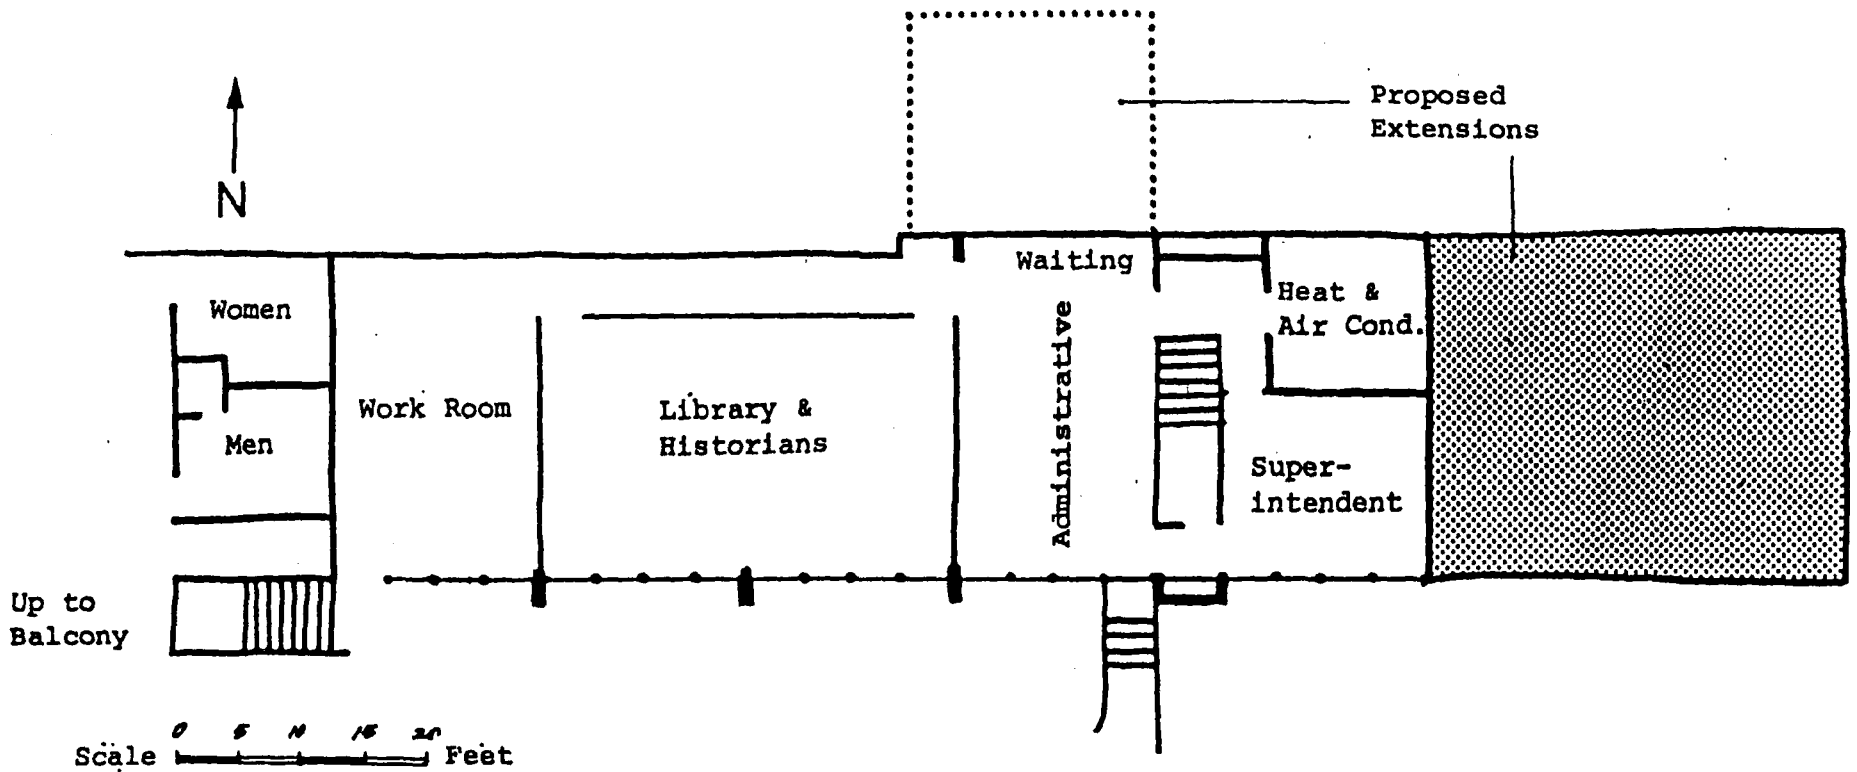 Proposed
Extensions
N
Waiting
Women
Heat &
Air Cond.
Administrative
Work Room
Library &
Historians
Men
Super-
intendent
Up to
Balcony
0 5 10 15 20
Scale Feet